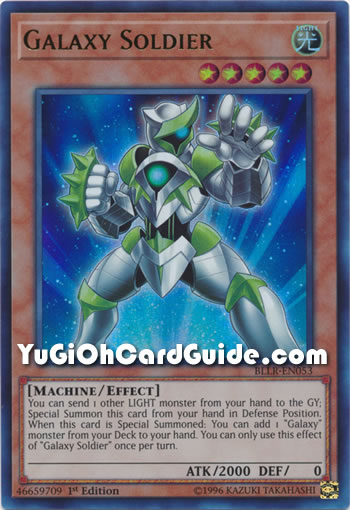 GALAXY SOLDIER
LIGHT
光
YuGiOhCardGuide.com
BLLR-EN053
[MACHINE/EFFECT]
You can send 1 other LIGHT monster from your hand to the GY;
Special Summon this card from your hand in Defense Position.
When this card is Special Summoned: You can add 1 "Galaxy"
monster from your Deck to your hand. You can only use this effect
of "Galaxy Soldier" once per turn.
ATK/2000 DEF/ 0
46659709 1st Edition ©1996 KAZUKI TAKAHASHI